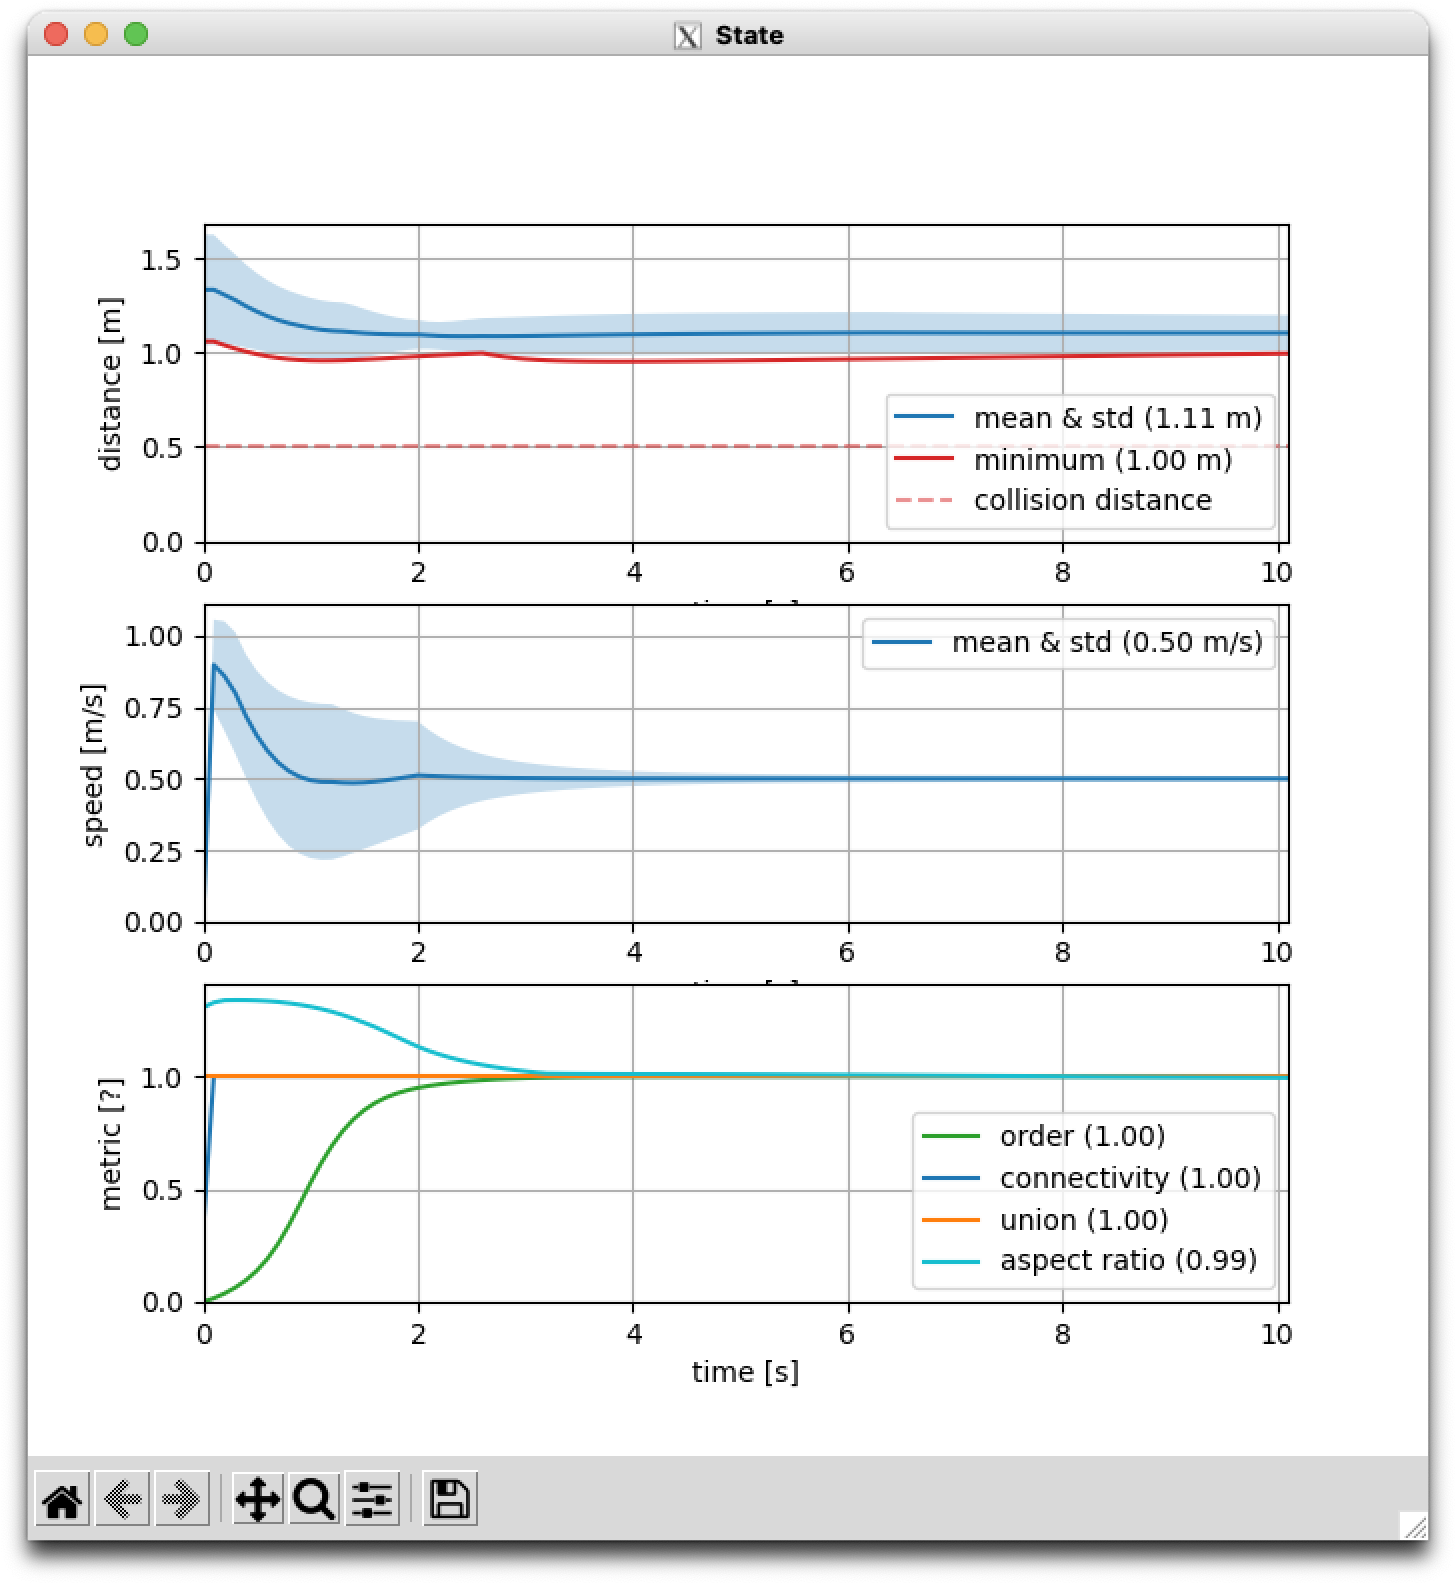 State
1.5
1.0
0.5
0.0
distance [m]
mean & std (1.11 m)
minimum (1.00 m)
collision distance
0 2 4 6 8 10
1.00
0.75
0.50
0.25
0.00
speed [m/s]
mean & std (0.50 m/s)
0 2 4 6 8 10
1.0
0.5
0.0
metric [?]
order (1.00)
connectivity (1.00)
union (1.00)
aspect ratio (0.99)
0 2 4 6 8 10
time [s]